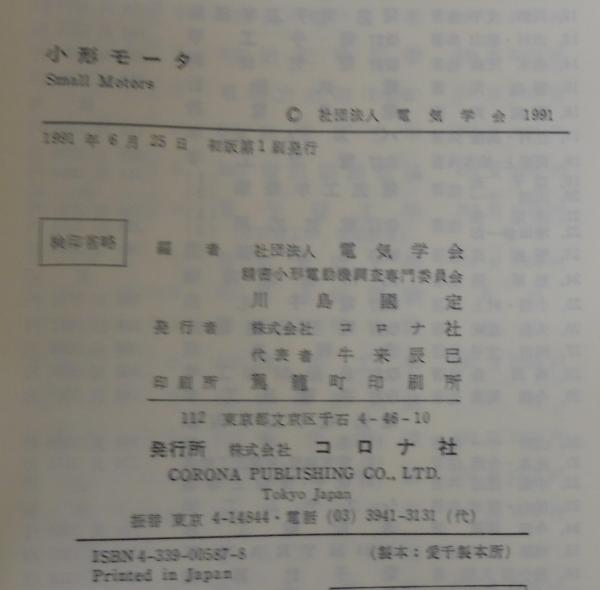 小形モータ
Small Motors
© 社団法人 電気学会 1991
1991年6月25日 初版第1刷発行
検印省略
編者 社団法人 電気学会
精密小形電動機調査専門委員会
川島國定
発行者 株式会社 コロナ社
代表者 牛来辰巳
印刷所 駕籠町印刷所
112 東京都文京区千石 4-46-10
発行所 株式会社 コロナ社
CORONA PUBLISHING CO., LTD.
Tokyo Japan
振替 東京 4-14844・電話 (03) 3941-3131 (代)
ISBN 4-339-00587-8 (製本:愛千製本所)
Printed in Japan